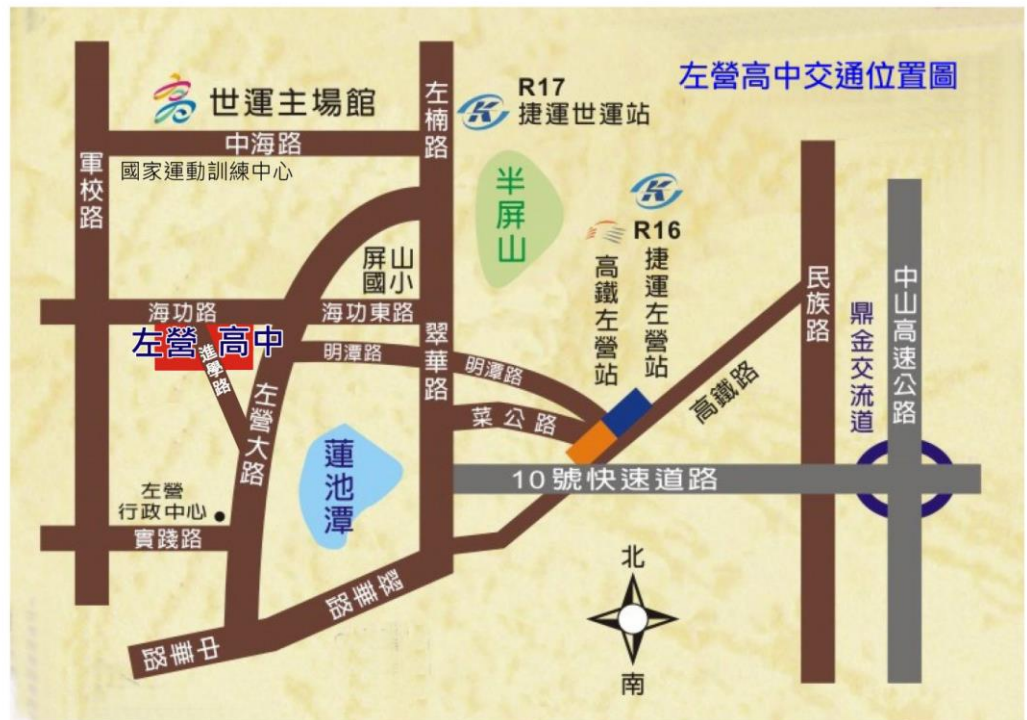 左營高中交通位置圖
世運主場館
中海路
國家運動訓練中心
軍校路
左楠路
R17
捷運世運站
半屏山
R16
捷運左營站
高鐵左營站
屏山
國小
海功路
海功東路
左營高中
進學路
明潭路
明潭路
翠華路
菜公路
左營大路
蓮池潭
高鐵路
民族路
鼎金交流道
中山高速公路
10號快速道路
左營
行政中心
實踐路
翠華路
中華路
北
南